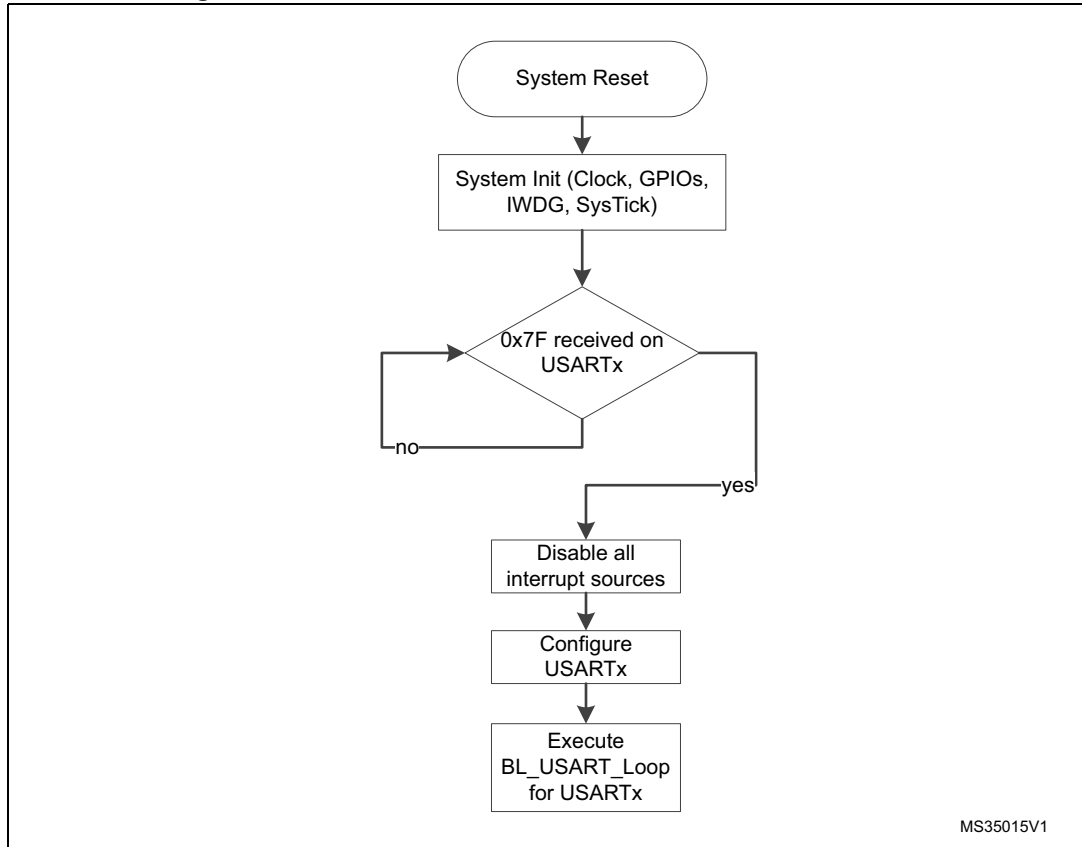 System Reset
System Init (Clock, GPIOs,
IWDG, SysTick)
0x7F received on
USARTx
no
yes
Disable all
interrupt sources
Configure
USARTx
Execute
BL_USART_Loop
for USARTx
MS35015V1